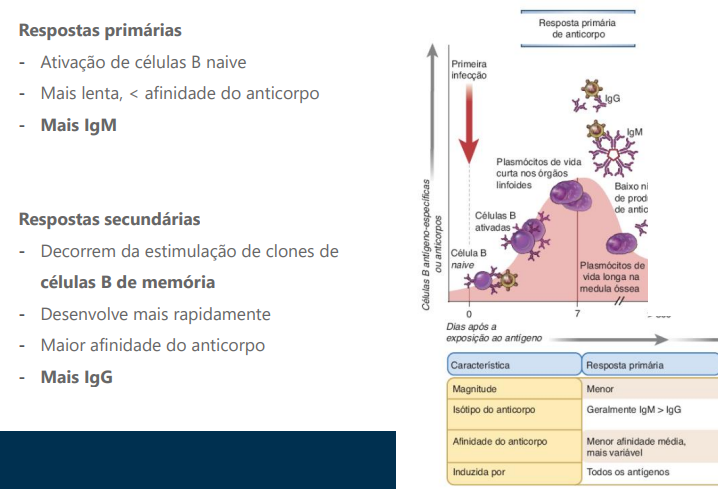 Respostas primárias
- Ativação de células B naive
- Mais lenta, < afinidade do anticorpo
- Mais IgM
Respostas secundárias
- Decorrem da estimulação de clones de
células B de memória
- Desenvolve mais rapidamente
- Maior afinidade do anticorpo
- Mais IgG
Resposta primária
de anticorpo
Primeira
infecção
IgG
IgM
Plasmócitos de vida
curta nos órgãos
linfoides
Baixo
de
de
Células B
ativadas
Célula B
naive
Plasmócitos de
vida longa na
medula óssea
Células B antígeno-específicas
ou anticorpos
0
7
Dias após a
exposição ao antígeno
Característica
Resposta primária
Magnitude
Menor
Isótipo do anticorpo
Geralmente IgM > IgG
Afinidade do anticorpo
Menor afinidade média,
mais variável
Induzida por
Todos os antígenos